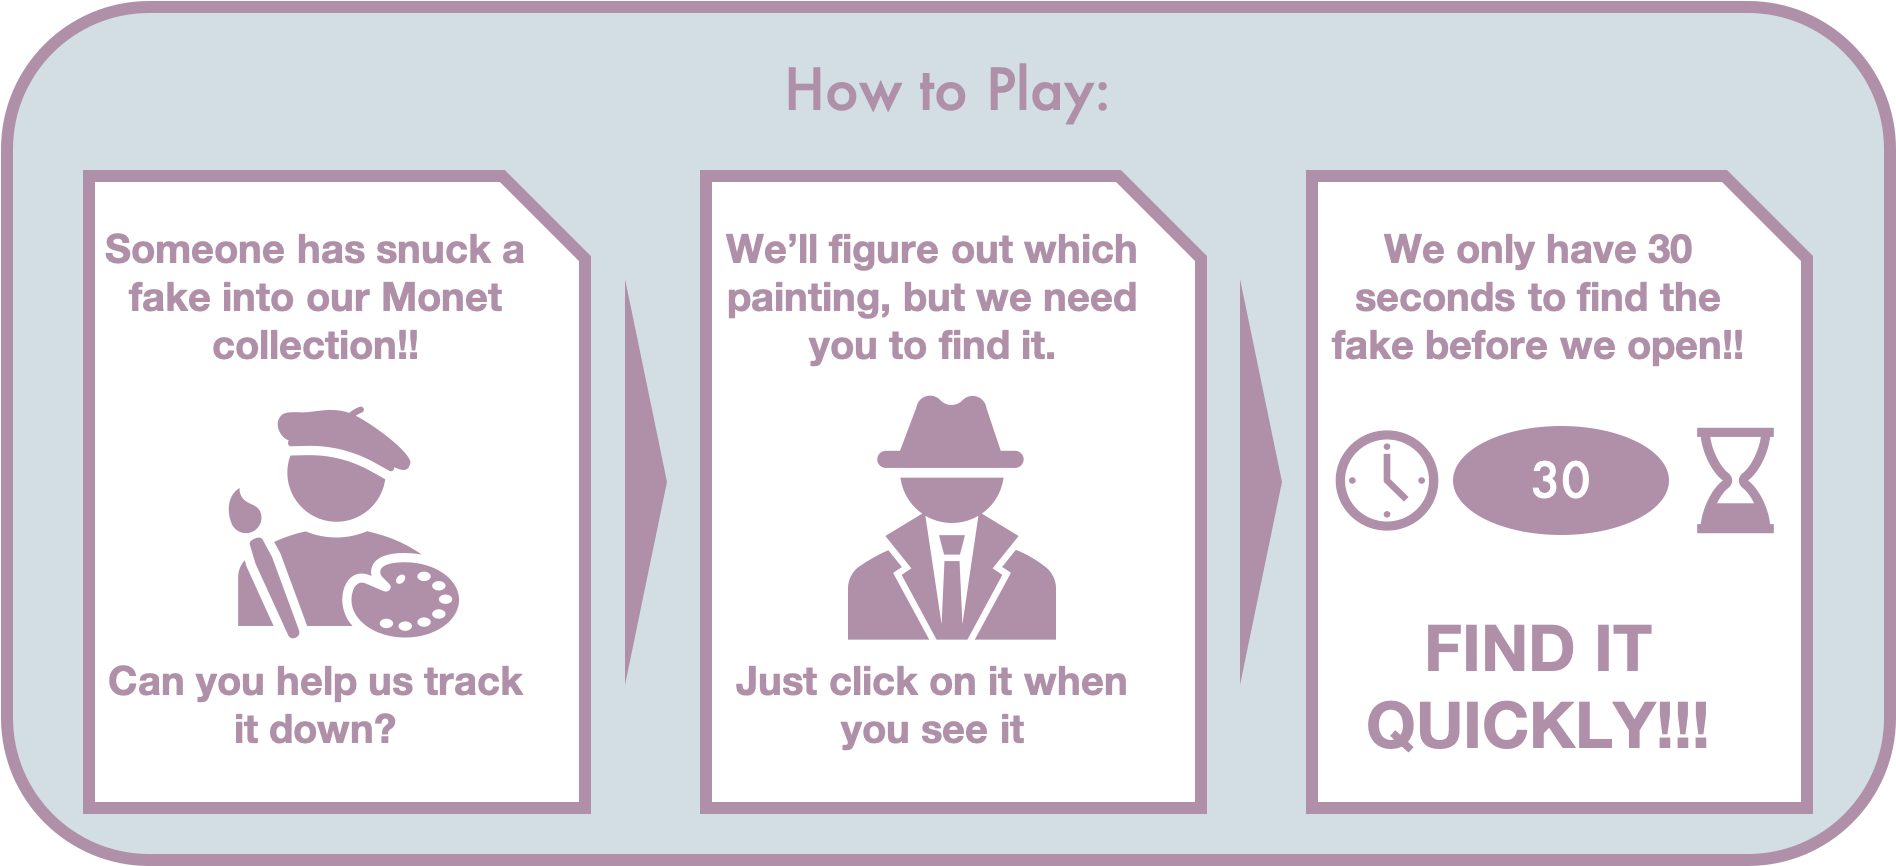 How to Play:
Someone has snuck a
fake into our Monet
collection!!
Can you help us track
it down?
We’ll figure out which
painting, but we need
you to find it.
Just click on it when
you see it
We only have 30
seconds to find the
fake before we open!!
30
FIND IT
QUICKLY!!!